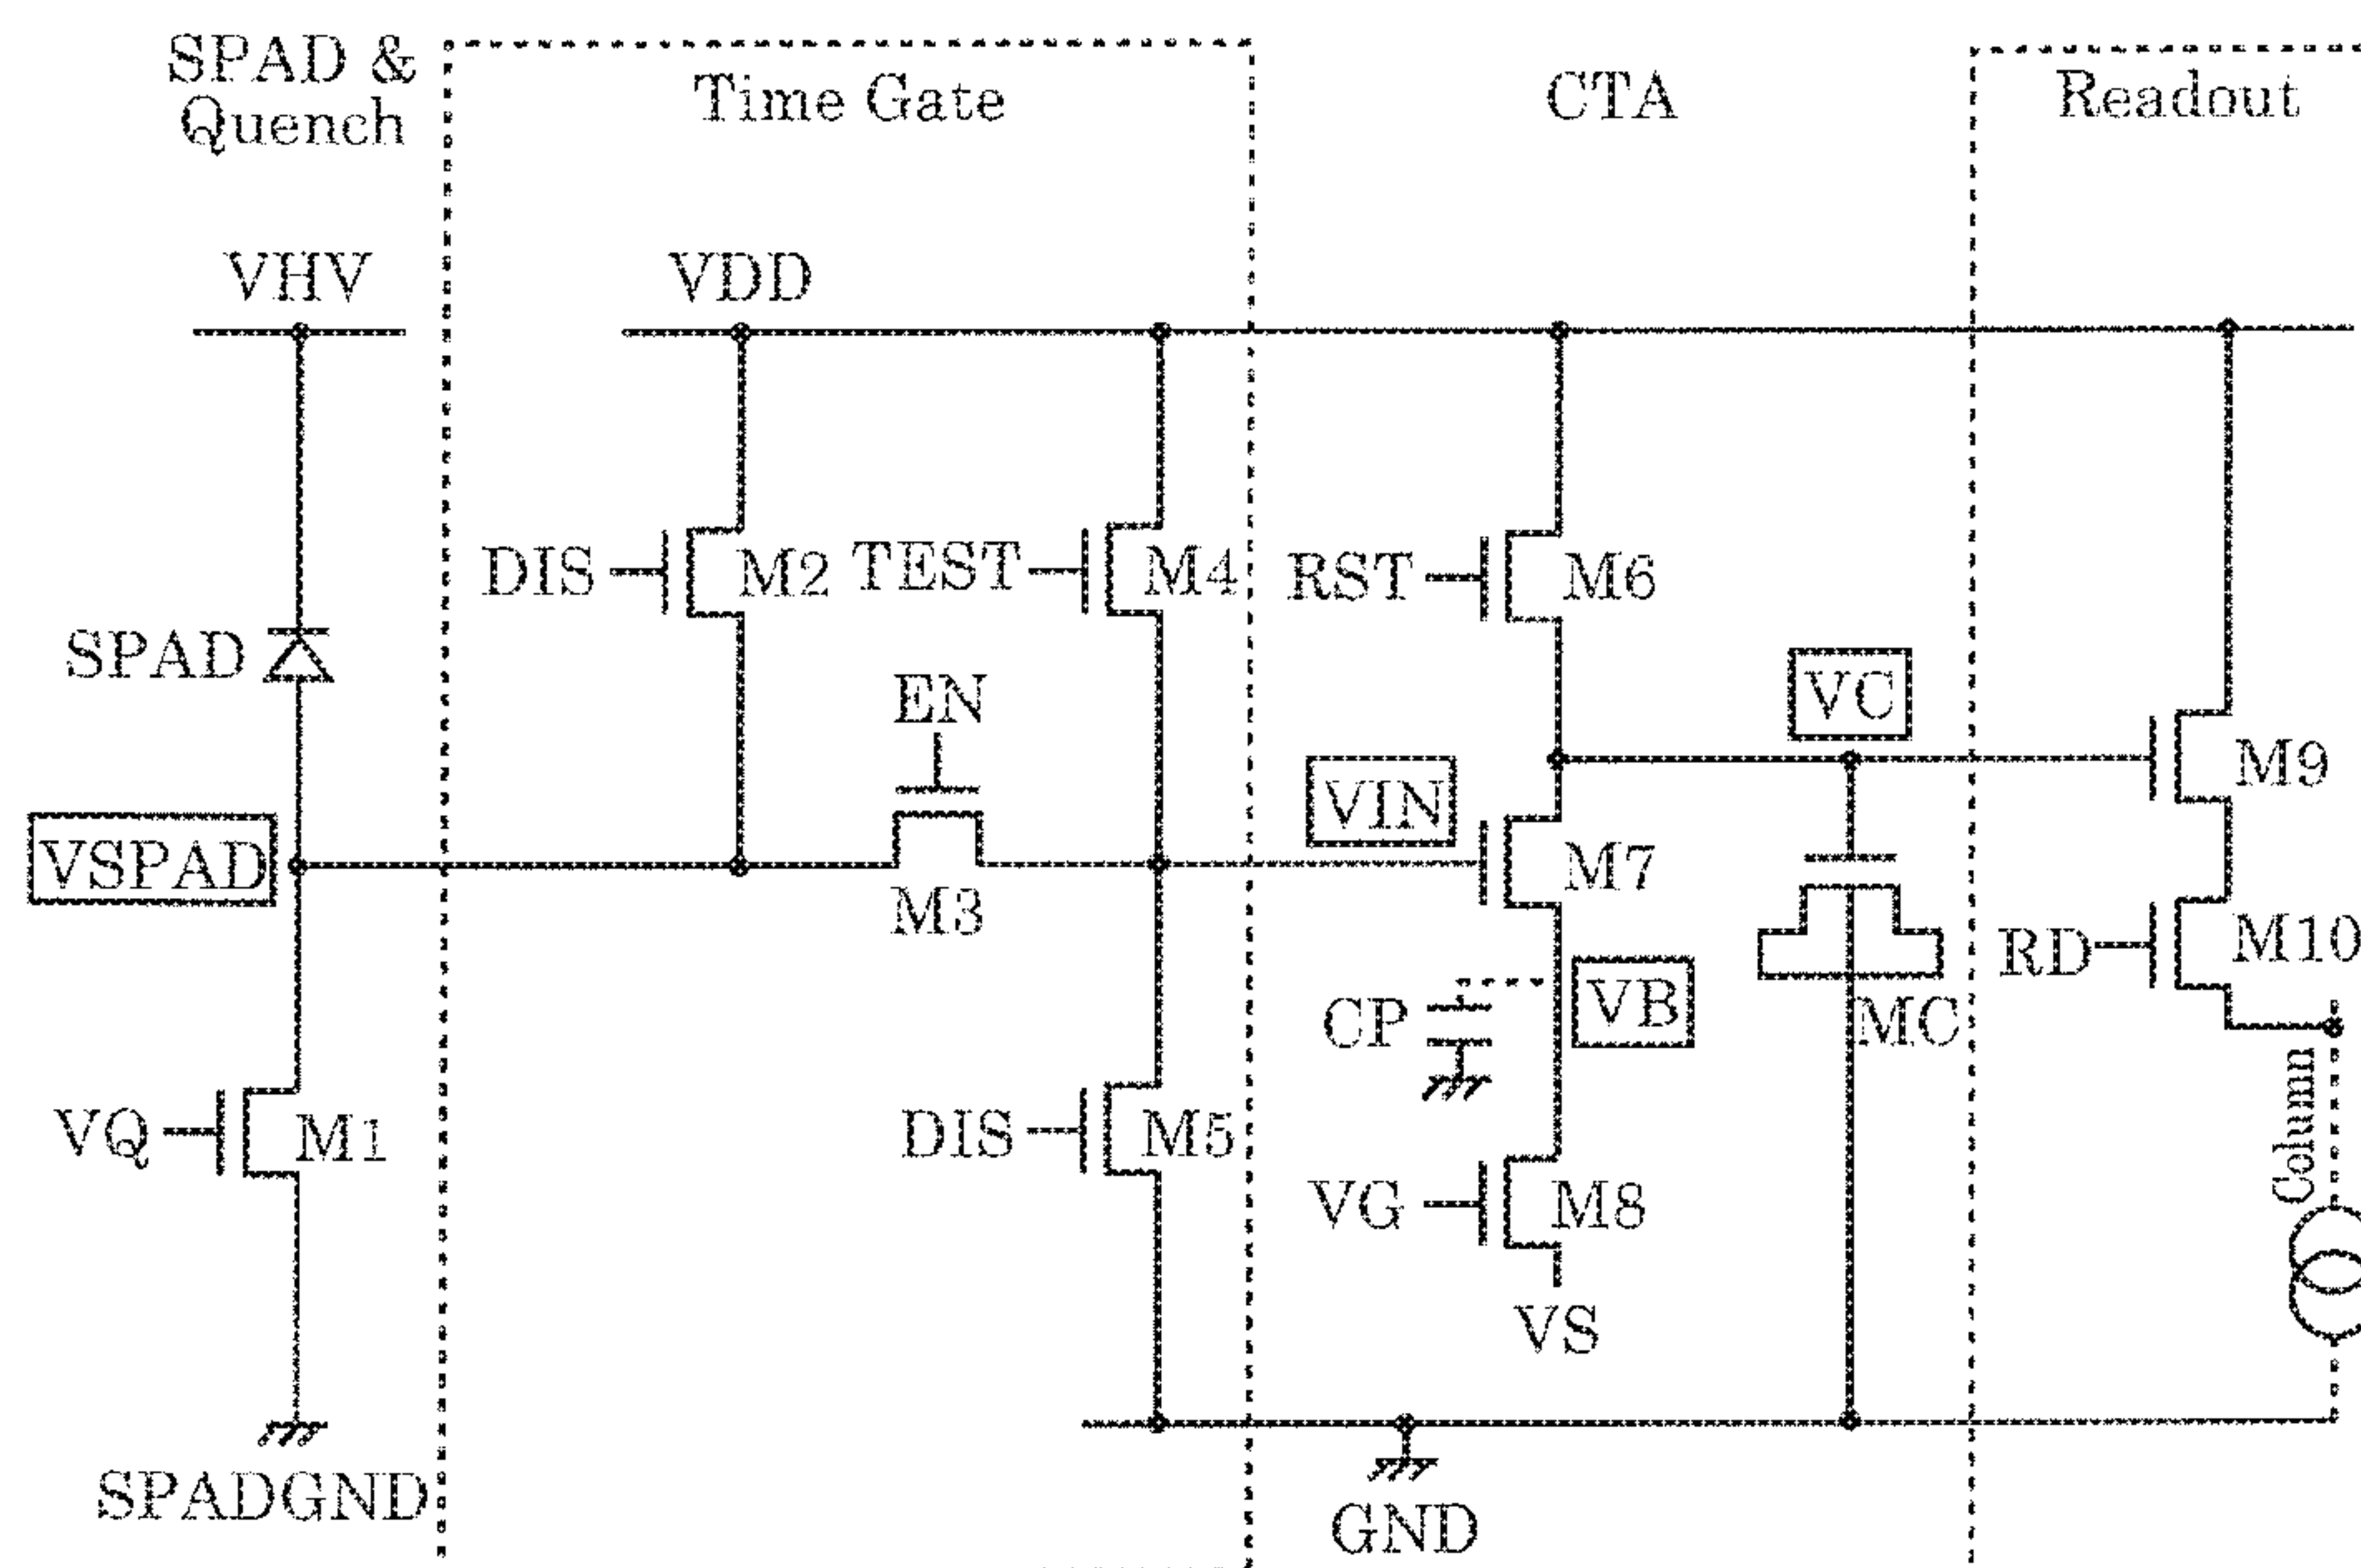 SPAD &
Quench
Time Gate
CTA
Readout
VHV
VDD
DIS
M2
TEST
M4
RST
M6
SPAD
EN
VC
M9
VIN
VSPAD
M3
M7
RD
M10
CP
VB
MC
VQ
M1
DIS
M5
VG
M8
Column
VS
SPADGND
GND